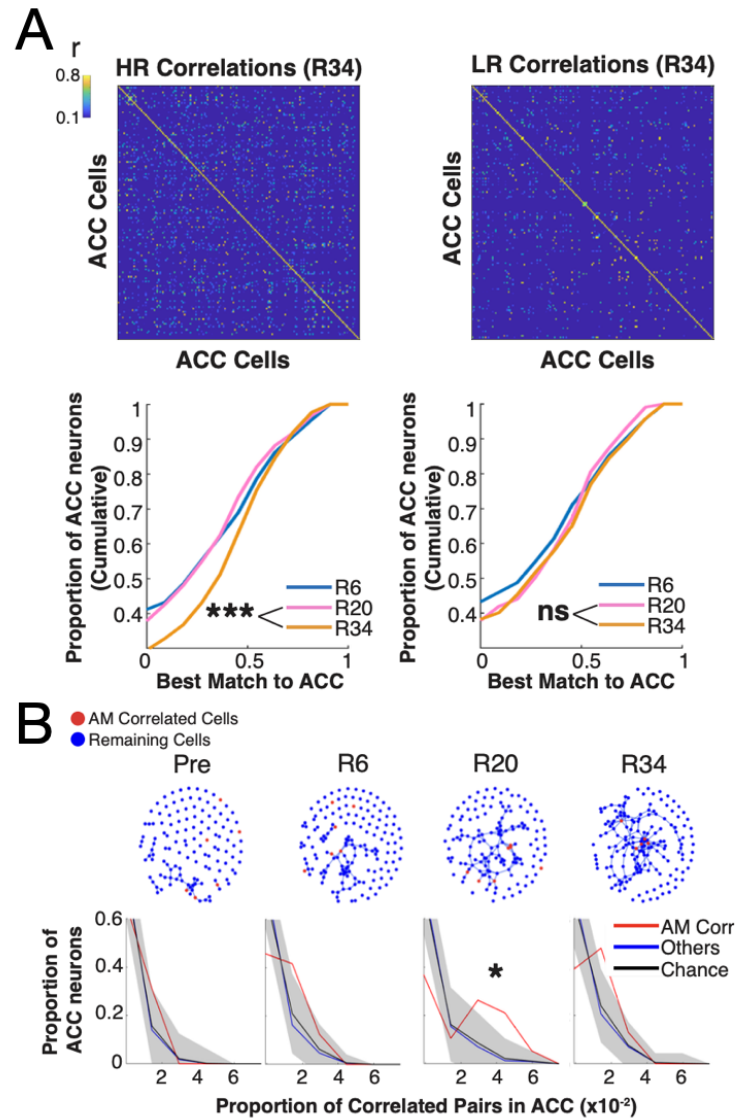 A
r
0.8
0.1
HR Correlations (R34)
ACC Cells
ACC Cells
LR Correlations (R34)
ACC Cells
ACC Cells
Proportion of ACC neurons
(Cumulative)
1
0.9
0.8
0.7
0.6
0.5
0.4
0
0.5
1
Best Match to ACC
***
R6
R20
R34
Proportion of ACC neurons
(Cumulative)
1
0.9
0.8
0.7
0.6
0.5
0.4
0
0.5
1
Best Match to ACC
ns
R6
R20
R34
B
AM Correlated Cells
Remaining Cells
Pre
R6
R20
R34
Proportion of
ACC neurons
0.6
0.4
0.2
0
*
AM Corr
Others
Chance
2 4 6
2 4 6
2 4 6
2 4 6
Proportion of Correlated Pairs in ACC (x10⁻²)